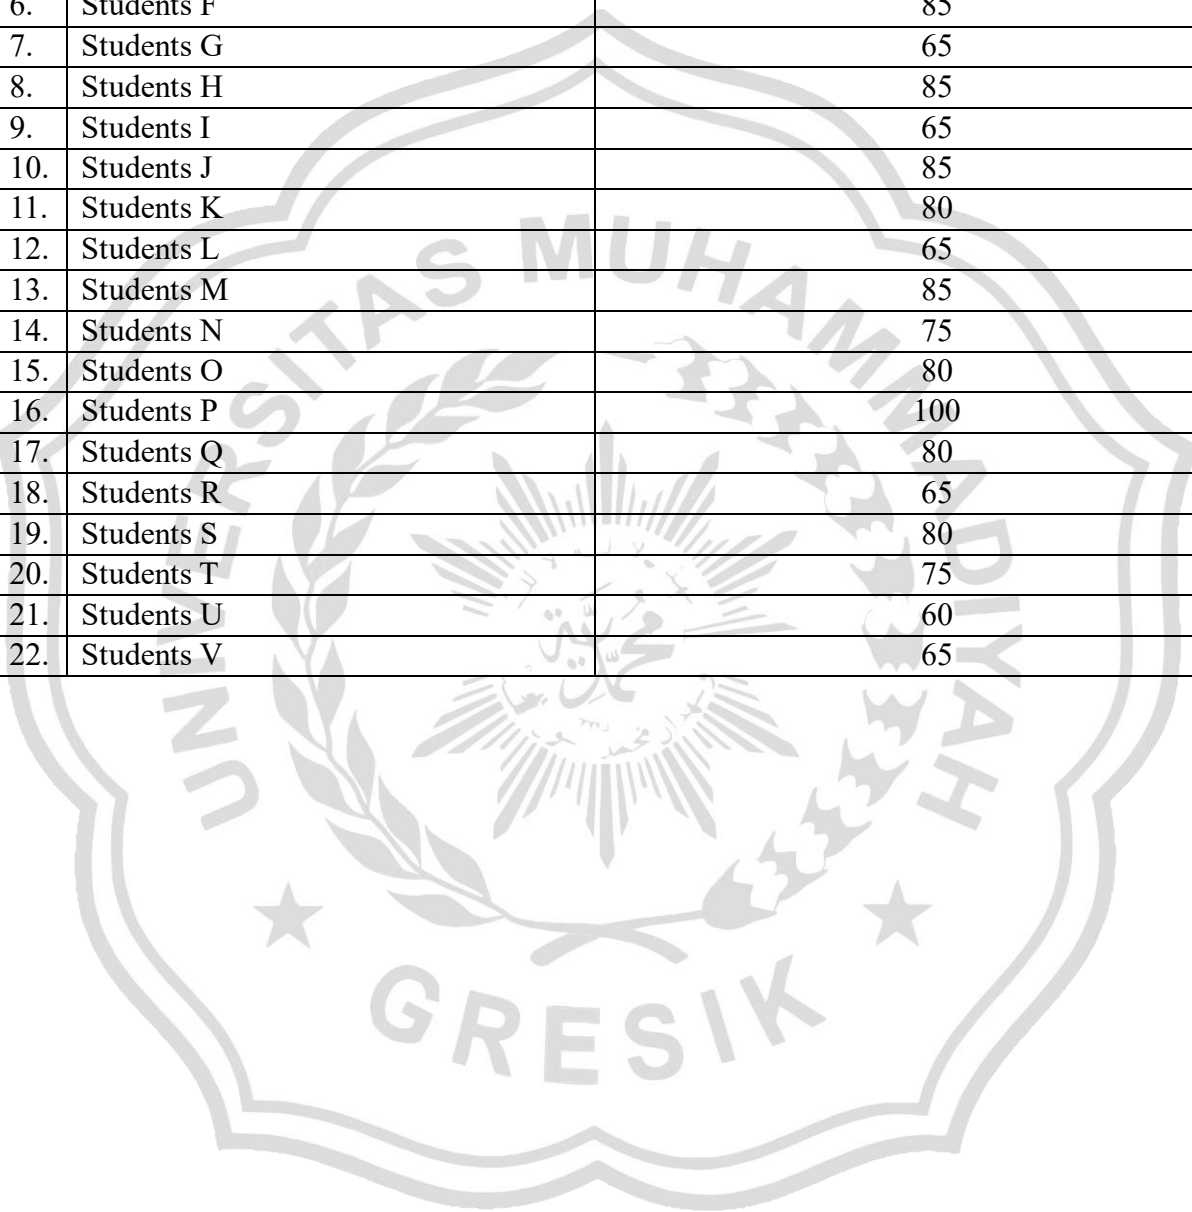 6. Students F 85
7. Students G 65
8. Students H 85
9. Students I 65
10. Students J 85
11. Students K 80
12. Students L 65
13. Students M 85
14. Students N 75
15. Students O 80
16. Students P 100
17. Students Q 80
18. Students R 65
19. Students S 80
20. Students T 75
21. Students U 60
22. Students V 65
UNIVERSITAS MUHAMMADIYAH
GRESIK